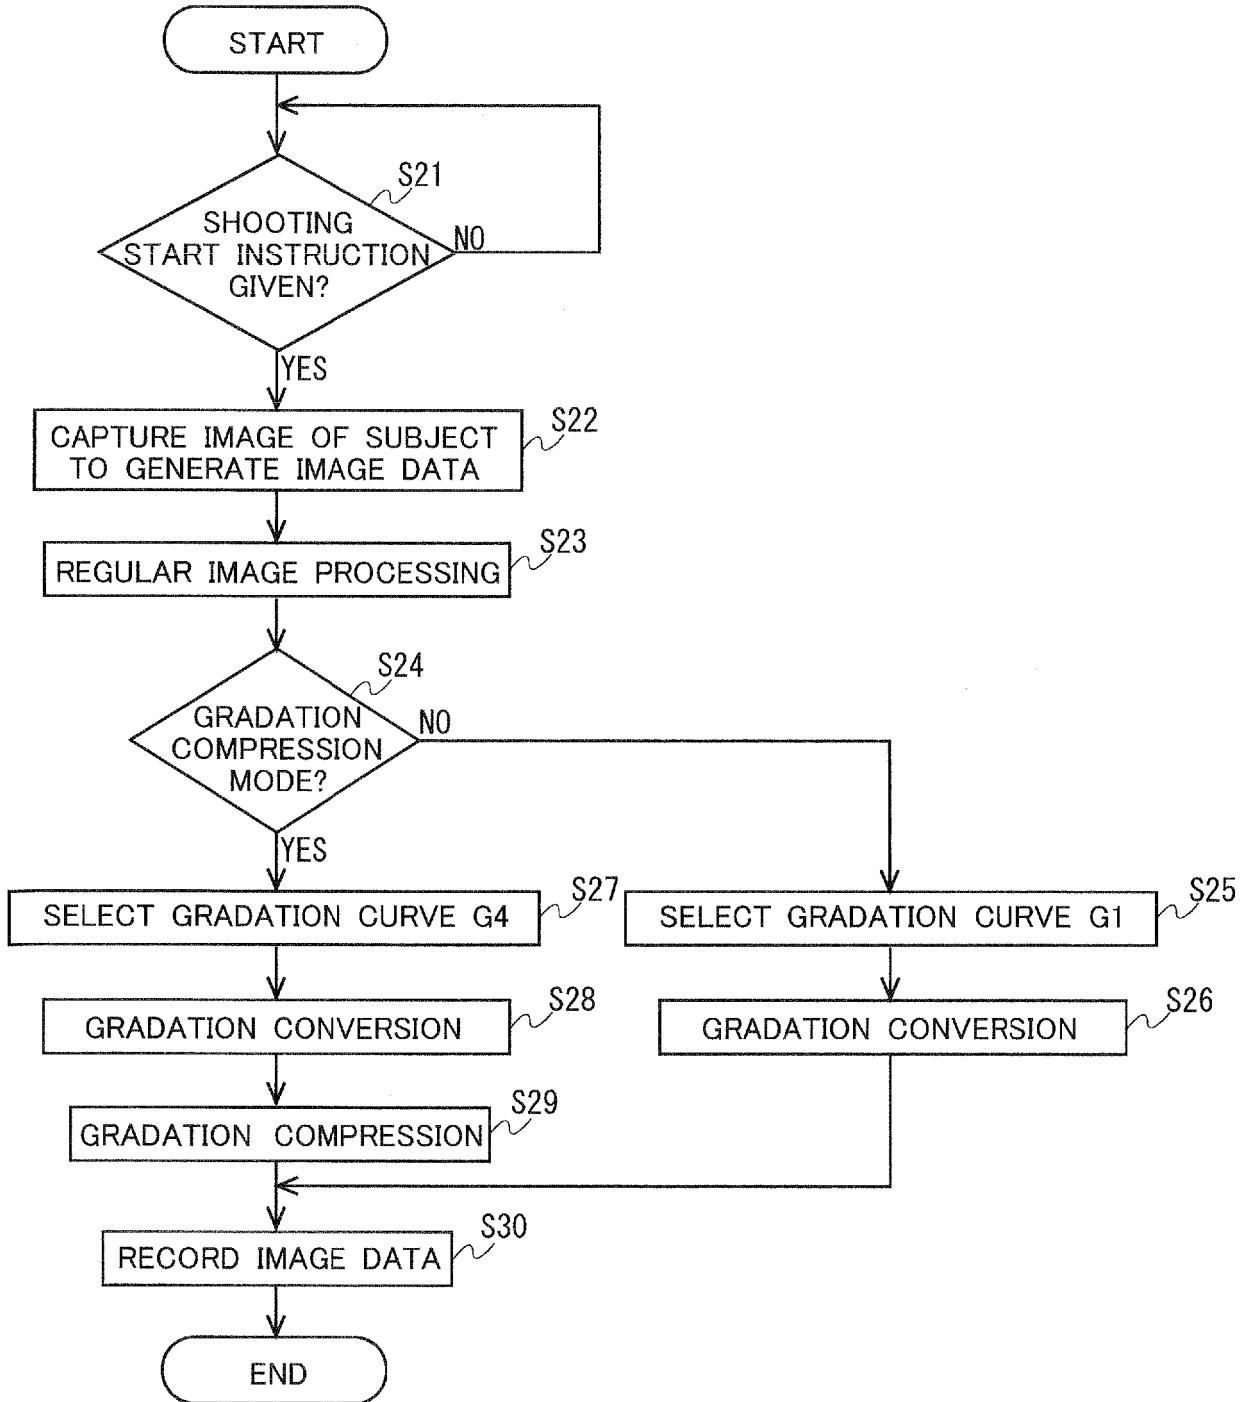 START
S21
SHOOTING
START INSTRUCTION
GIVEN?
NO
YES
S22
CAPTURE IMAGE OF SUBJECT
TO GENERATE IMAGE DATA
S23
REGULAR IMAGE PROCESSING
S24
GRADATION
COMPRESSION
MODE?
NO
YES
S27
SELECT GRADATION CURVE G4
S25
SELECT GRADATION CURVE G1
S28
GRADATION CONVERSION
S26
GRADATION CONVERSION
S29
GRADATION COMPRESSION
S30
RECORD IMAGE DATA
END